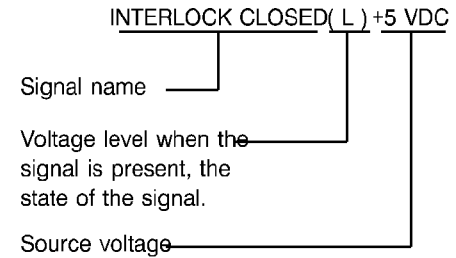 INTERLOCK CLOSED( L ) +5 VDC
Signal name
Voltage level when the
signal is present, the
state of the signal.
Source voltage